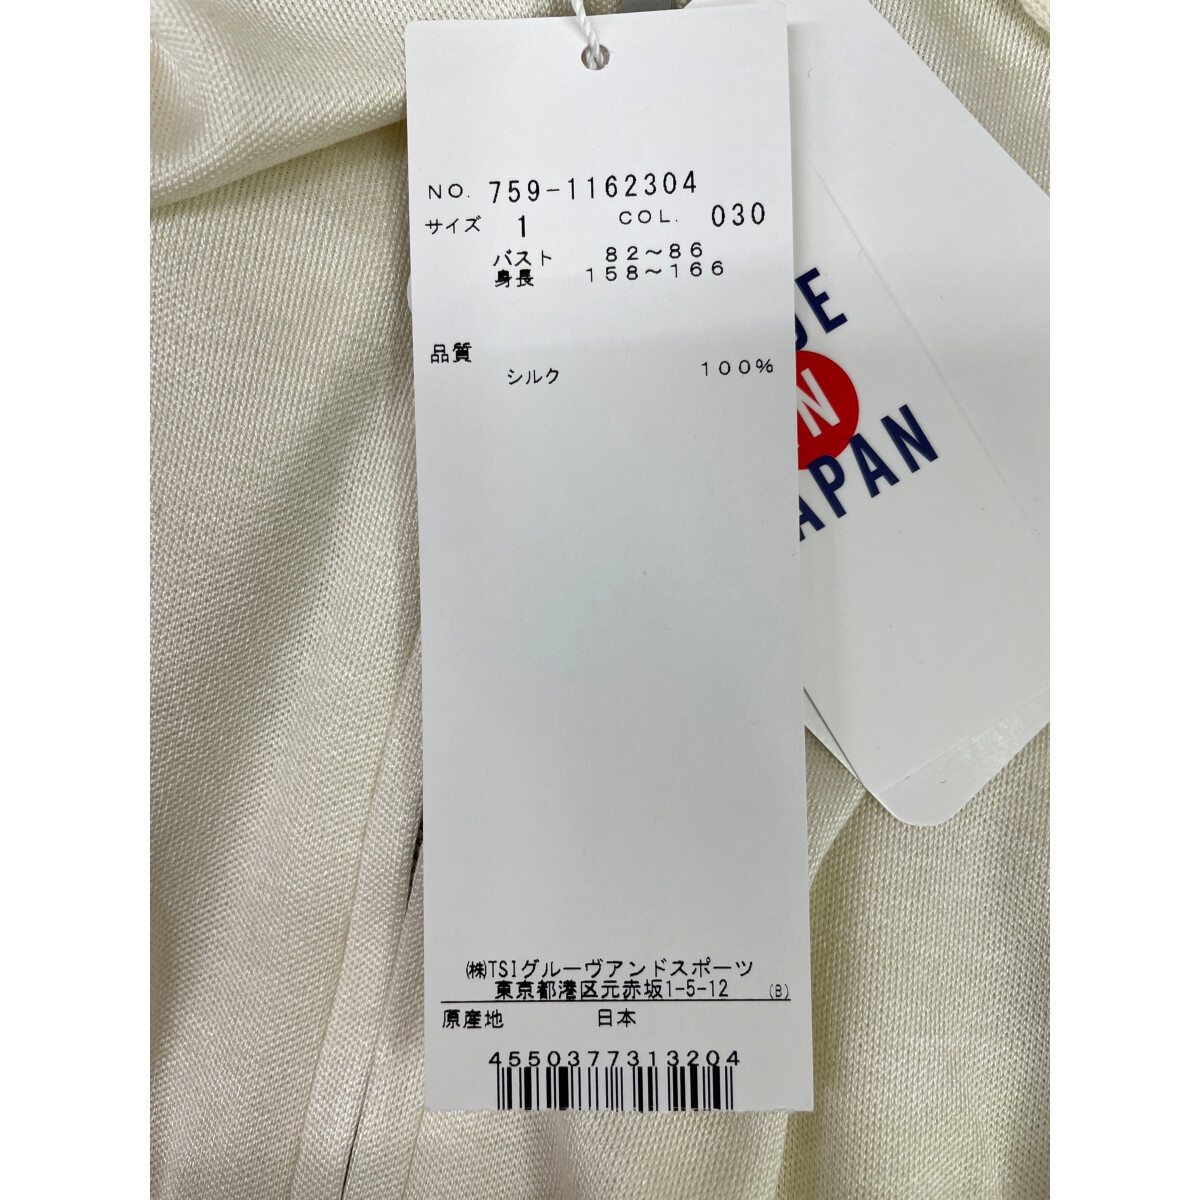 NO. 759-1162304
サイズ 1 COL. 030
バスト 82〜86
身長 158〜166
品質
シルク 100%
㈱TSIグルーヴアンドスポーツ
東京都港区元赤坂1-5-12 (B)
原産地 日本
4550377313204
JAPAN